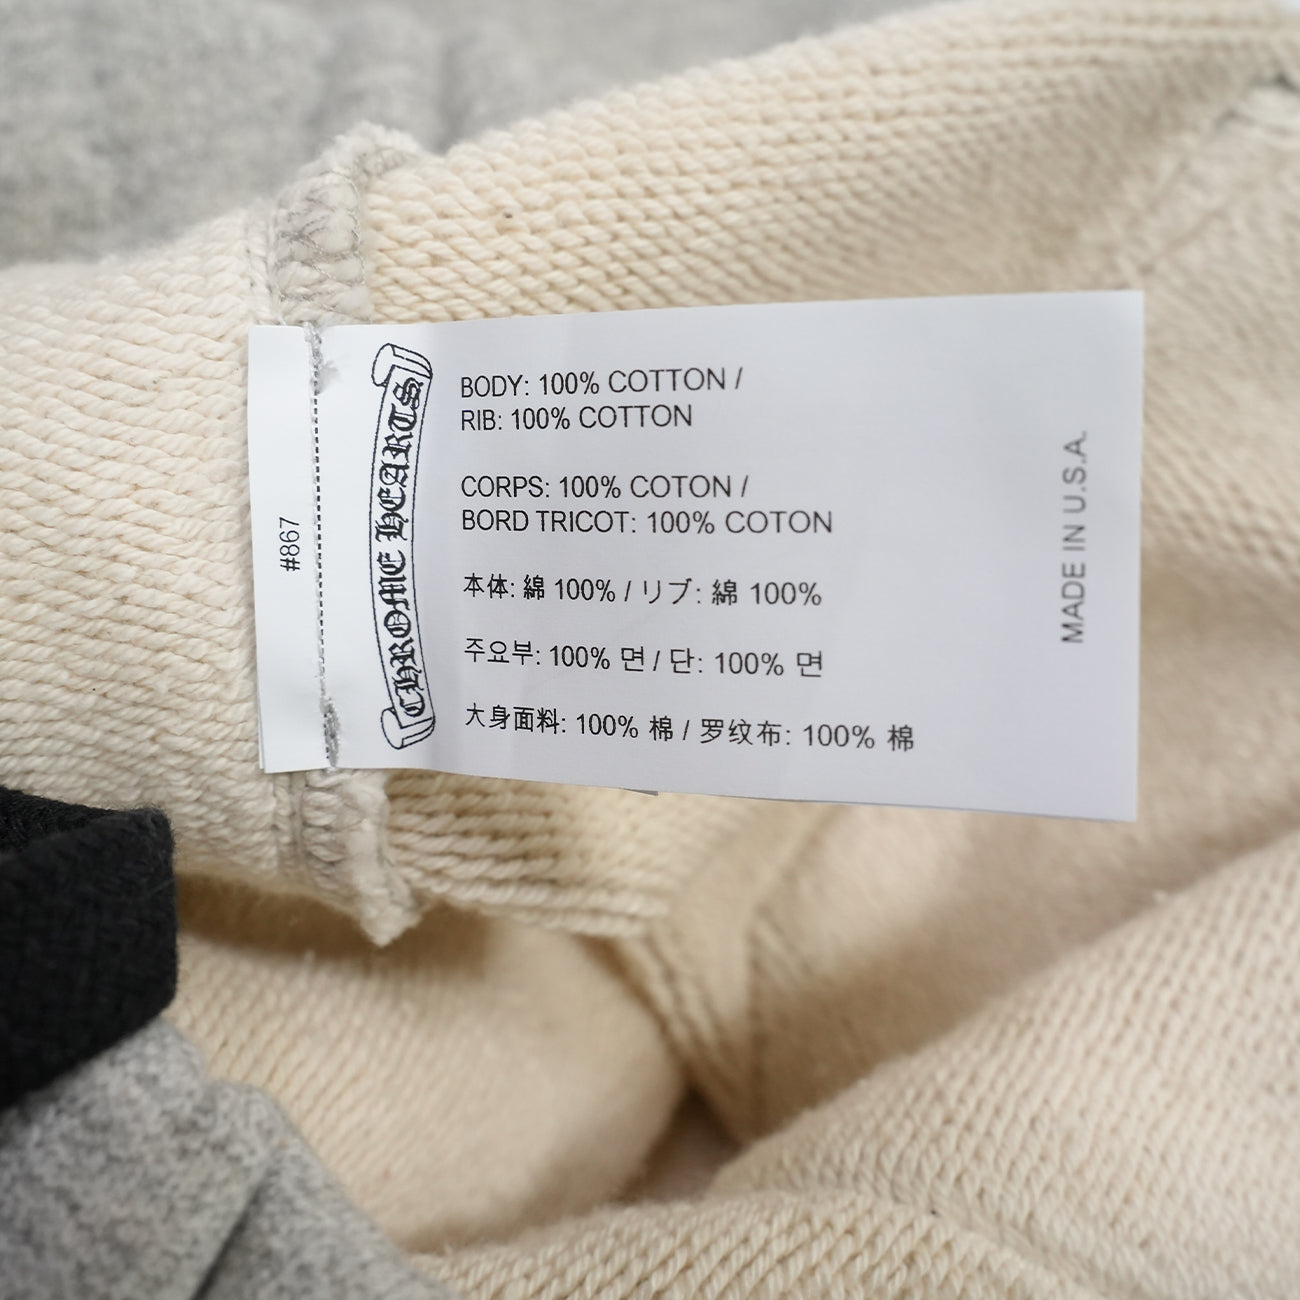 #867
CHROME HEARTS
BODY: 100% COTTON /
RIB: 100% COTTON
CORPS: 100% COTON /
BORD TRICOT: 100% COTON
本体: 綿 100% / リブ: 綿 100%
주요부: 100% 면 / 단: 100% 면
大身面料: 100% 棉 / 罗纹布: 100% 棉
MADE IN U.S.A.